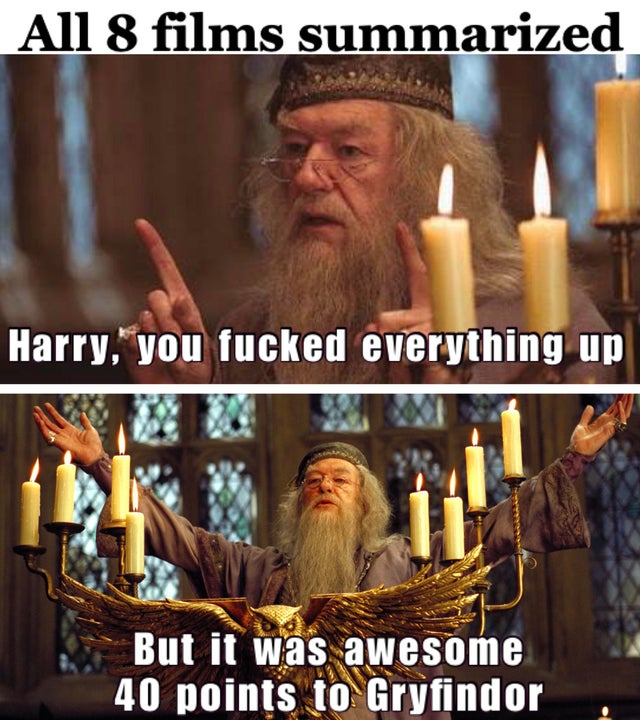 All 8 films summarized
Harry, you fucked everything up
But it was awesome
40 points to Gryfindor